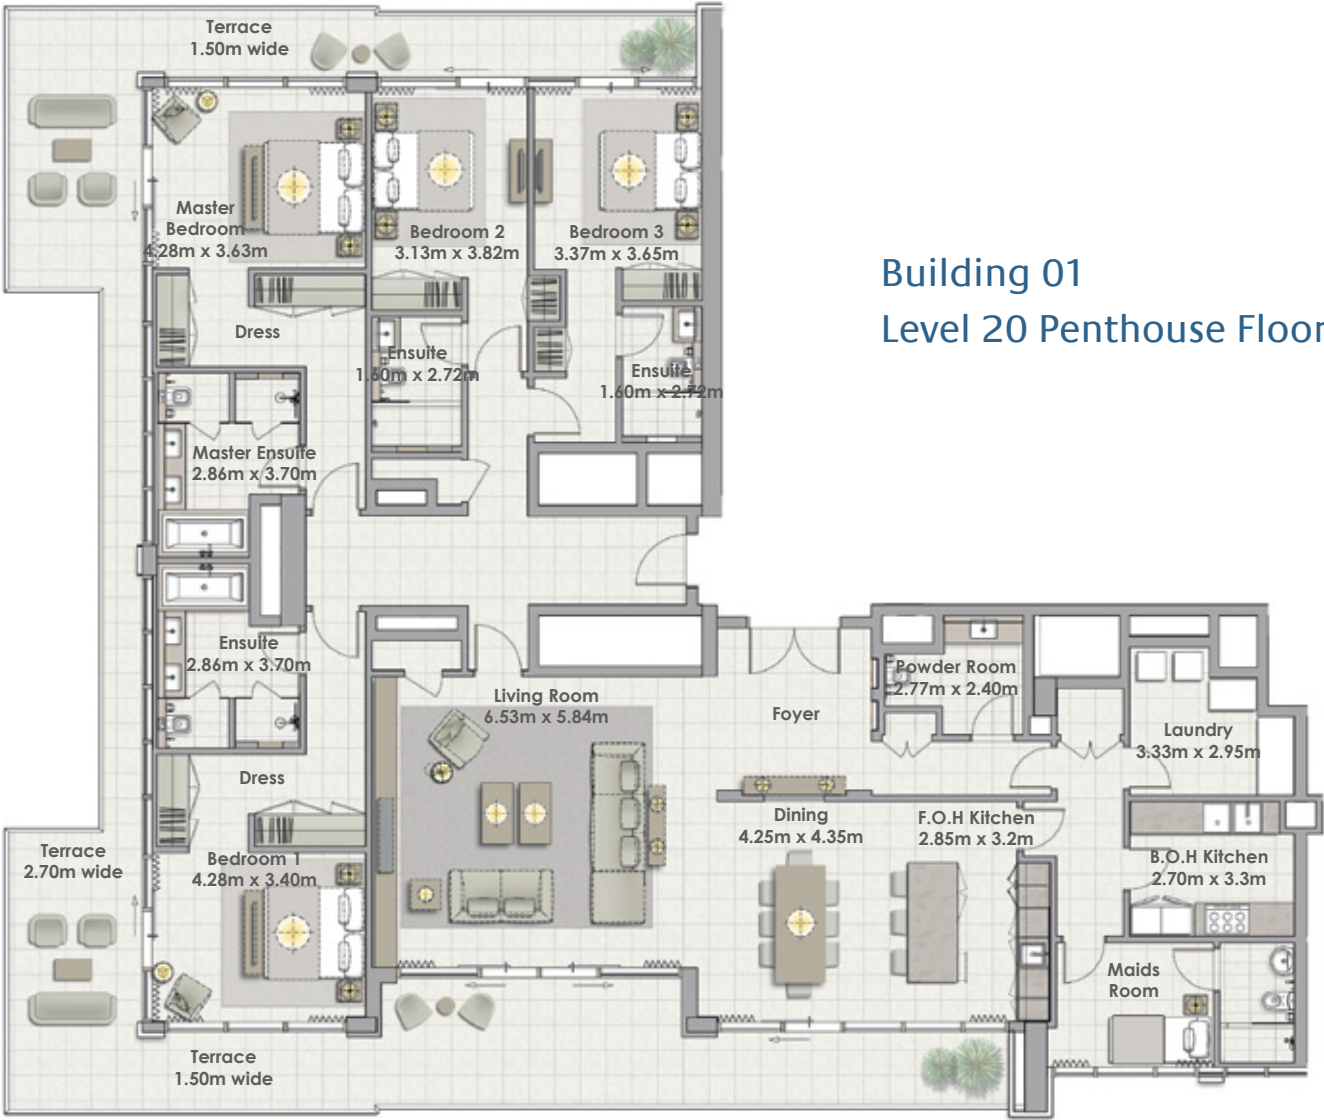 Terrace
1.50m wide
Master
Bedroom
4.28m x 3.63m
Bedroom 2
3.13m x 3.82m
Bedroom 3
3.37m x 3.65m
Building 01
Level 20 Penthouse Floor
Dress
Ensuite
1.60m x 2.72m
Ensuite
1.60m x 2.72m
Master Ensuite
2.86m x 3.70m
Ensuite
2.86m x 3.70m
Living Room
6.53m x 5.84m
Foyer
Powder Room
2.77m x 2.40m
Laundry
3.33m x 2.95m
Dress
Dining
4.25m x 4.35m
F.O.H Kitchen
2.85m x 3.2m
Terrace
2.70m wide
Bedroom 1
4.28m x 3.40m
B.O.H Kitchen
2.70m x 3.3m
Maids
Room
Terrace
1.50m wide